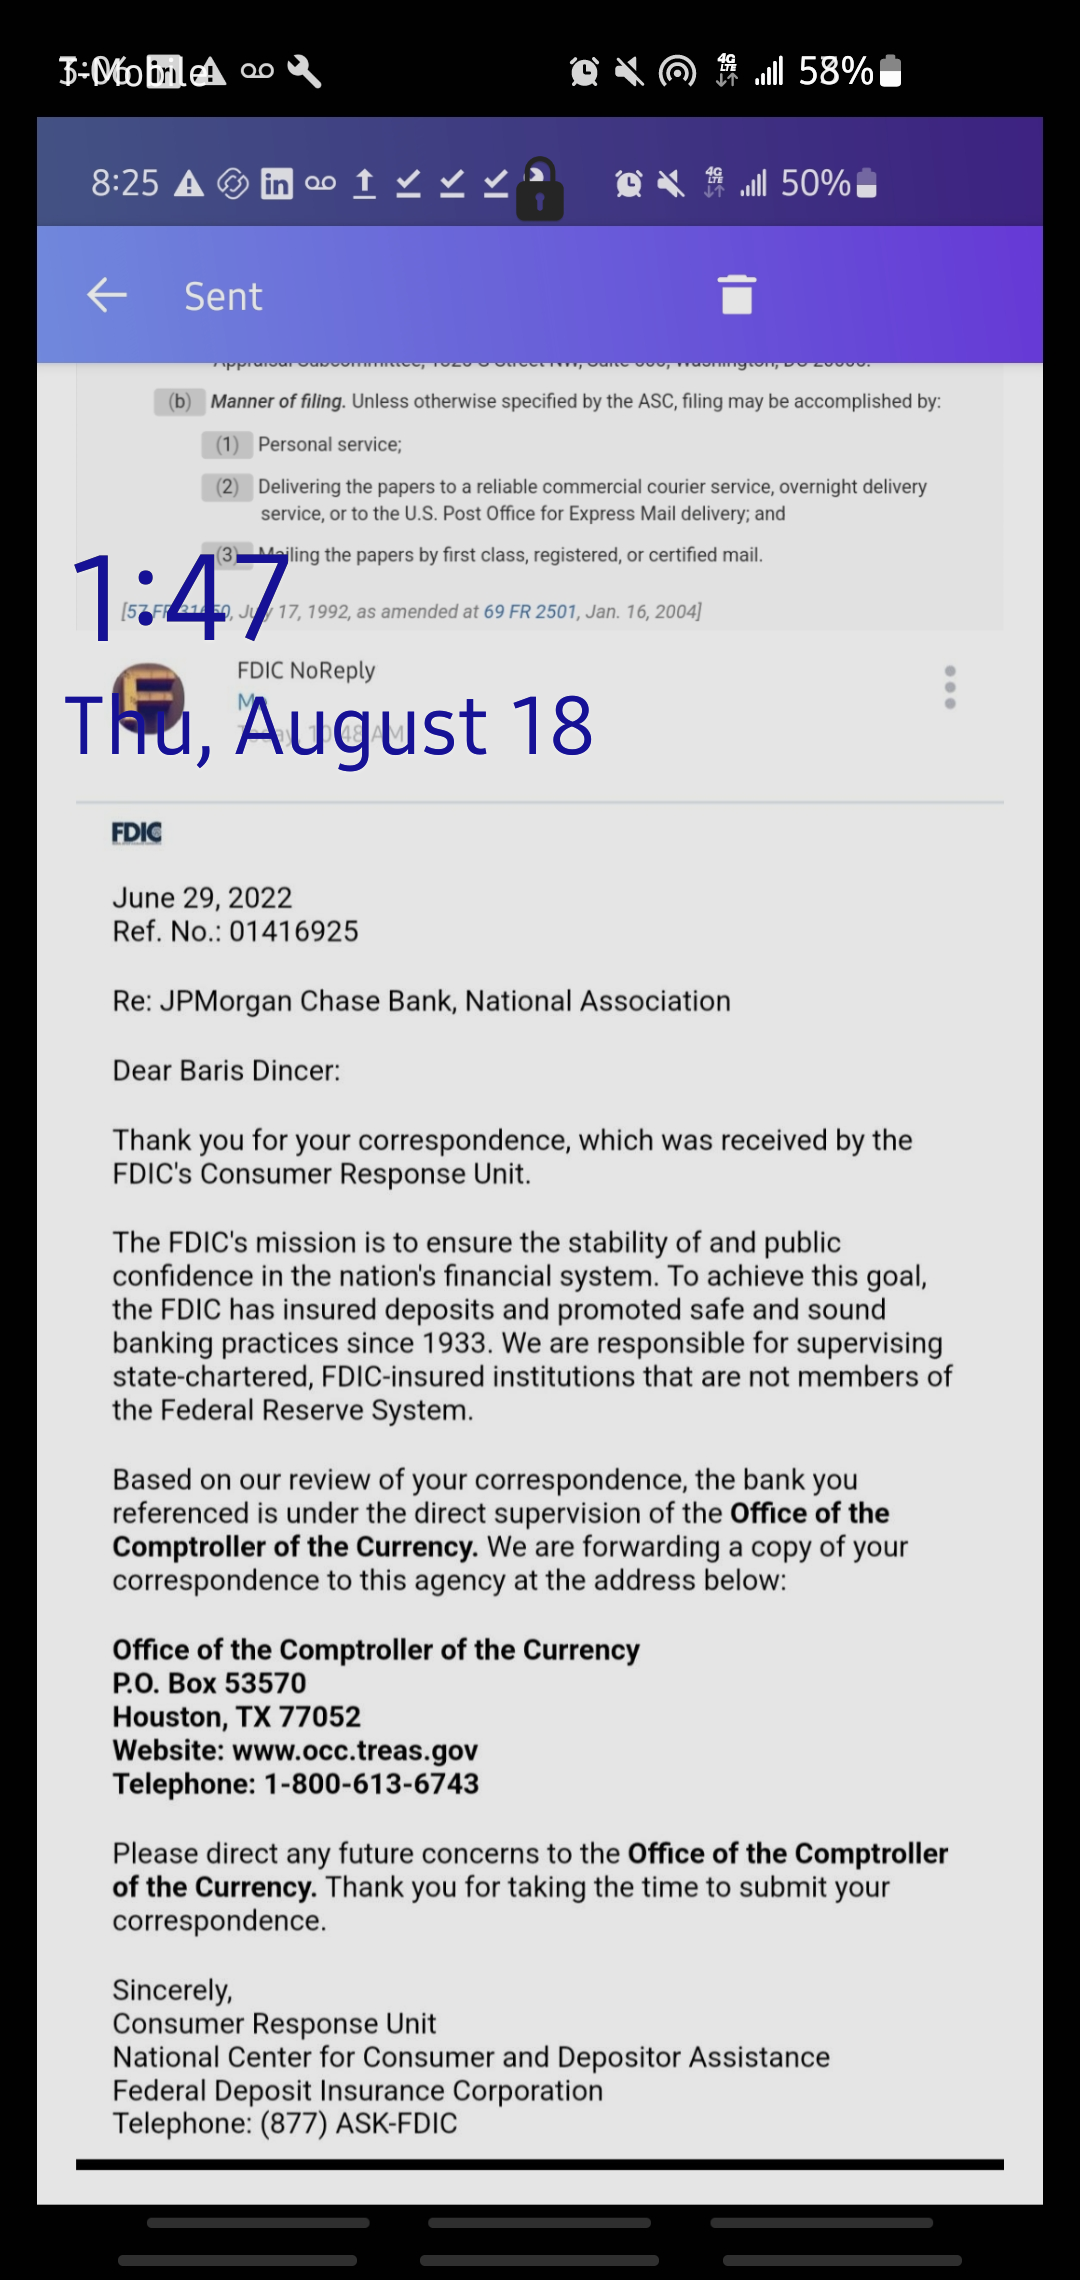 T-Mobile 58%
8:25 50%
Sent
(b) Manner of filing. Unless otherwise specified by the ASC, filing may be accomplished by:
(1) Personal service;
(2) Delivering the papers to a reliable commercial courier service, overnight delivery
service, or to the U.S. Post Office for Express Mail delivery; and
(3) Mailing the papers by first class, registered, or certified mail.
1:47
[57 FR 31650, July 17, 1992, as amended at 69 FR 2501, Jan. 16, 2004]
FDIC NoReply
Me
Today, 10:48 AM
Thu, August 18
FDIC
June 29, 2022
Ref. No.: 01416925
Re: JPMorgan Chase Bank, National Association
Dear Baris Dincer:
Thank you for your correspondence, which was received by the
FDIC's Consumer Response Unit.
The FDIC's mission is to ensure the stability of and public
confidence in the nation's financial system. To achieve this goal,
the FDIC has insured deposits and promoted safe and sound
banking practices since 1933. We are responsible for supervising
state-chartered, FDIC-insured institutions that are not members of
the Federal Reserve System.
Based on our review of your correspondence, the bank you
referenced is under the direct supervision of the Office of the
Comptroller of the Currency. We are forwarding a copy of your
correspondence to this agency at the address below:
Office of the Comptroller of the Currency
P.O. Box 53570
Houston, TX 77052
Website: www.occ.treas.gov
Telephone: 1-800-613-6743
Please direct any future concerns to the Office of the Comptroller
of the Currency. Thank you for taking the time to submit your
correspondence.
Sincerely,
Consumer Response Unit
National Center for Consumer and Depositor Assistance
Federal Deposit Insurance Corporation
Telephone: (877) ASK-FDIC